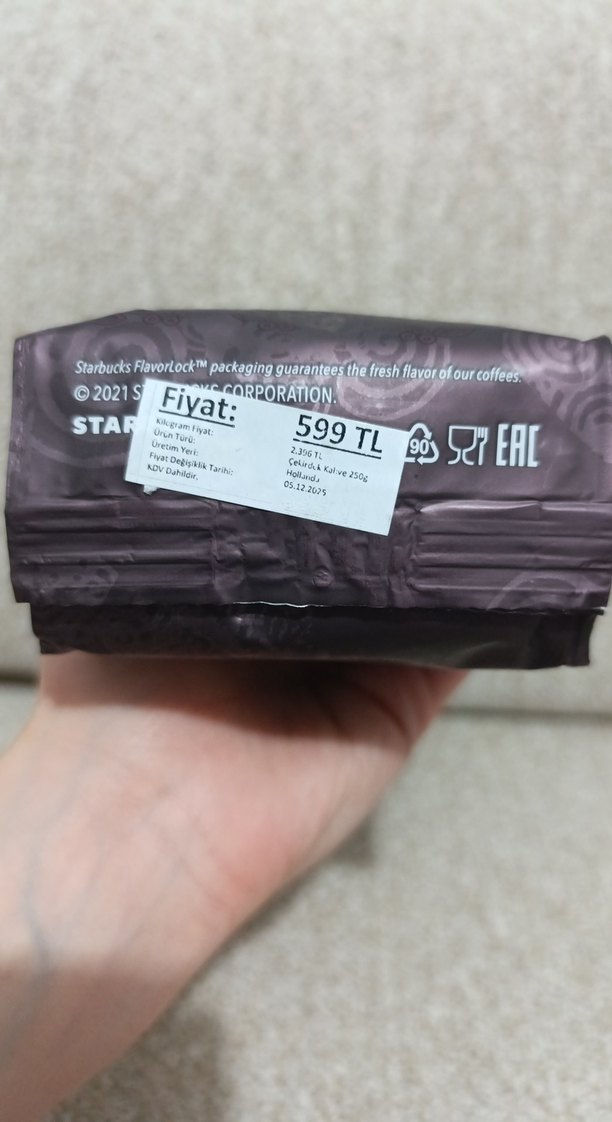 Starbucks FlavorLock™ packaging guarantees the fresh flavor of our coffees.
© 2021 CORPORATION.
STAR
Fiyat: 599 TL
Kilogram Fiyat: 2.396 TL
Ürün Türü: Çekirdek Kahve 250g
Üretim Yeri: Hollanda
Fiyat Değişiklik Tarihi: 05.12.2025
KDV Dahildir.
90
EAC